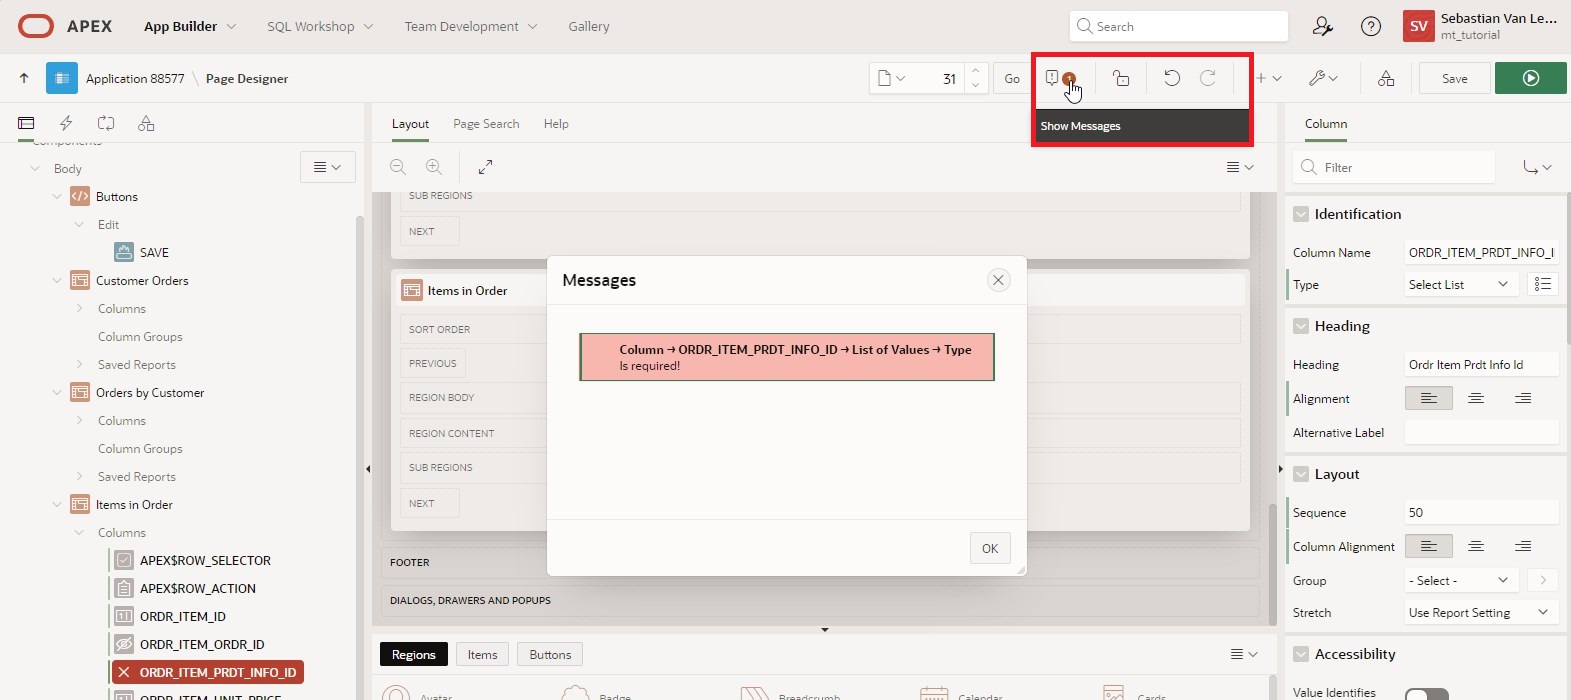 APEX
App Builder
SQL Workshop
Team Development
Gallery
Search
SV
Sebastian Van Le...
mt_tutorial
Application 88577 \ Page Designer
31
Go
Save
Show Messages
Layout
Page Search
Help
Column
Body
Buttons
Edit
SAVE
Customer Orders
Columns
Column Groups
Saved Reports
Orders by Customer
Columns
Column Groups
Saved Reports
Items in Order
Columns
APEX$ROW_SELECTOR
APEX$ROW_ACTION
ORDR_ITEM_ID
ORDR_ITEM_ORDR_ID
ORDR_ITEM_PRDT_INFO_ID
ORDR_ITEM_UNIT_PRICE
SUB REGIONS
NEXT
Items in Order
SORT ORDER
PREVIOUS
REGION BODY
REGION CONTENT
SUB REGIONS
NEXT
FOOTER
DIALOGS, DRAWERS AND POPUPS
Messages
Column → ORDR_ITEM_PRDT_INFO_ID → List of Values → Type
Is required!
OK
Regions
Items
Buttons
Avatar
Badge
Breadcrumb
Calendar
Cards
Filter
Identification
Column Name
ORDR_ITEM_PRDT_INFO_I
Type
Select List
Heading
Heading
Ordr Item Prdt Info Id
Alignment
Alternative Label
Layout
Sequence
50
Column Alignment
Group
- Select -
Stretch
Use Report Setting
Accessibility
Value Identifies